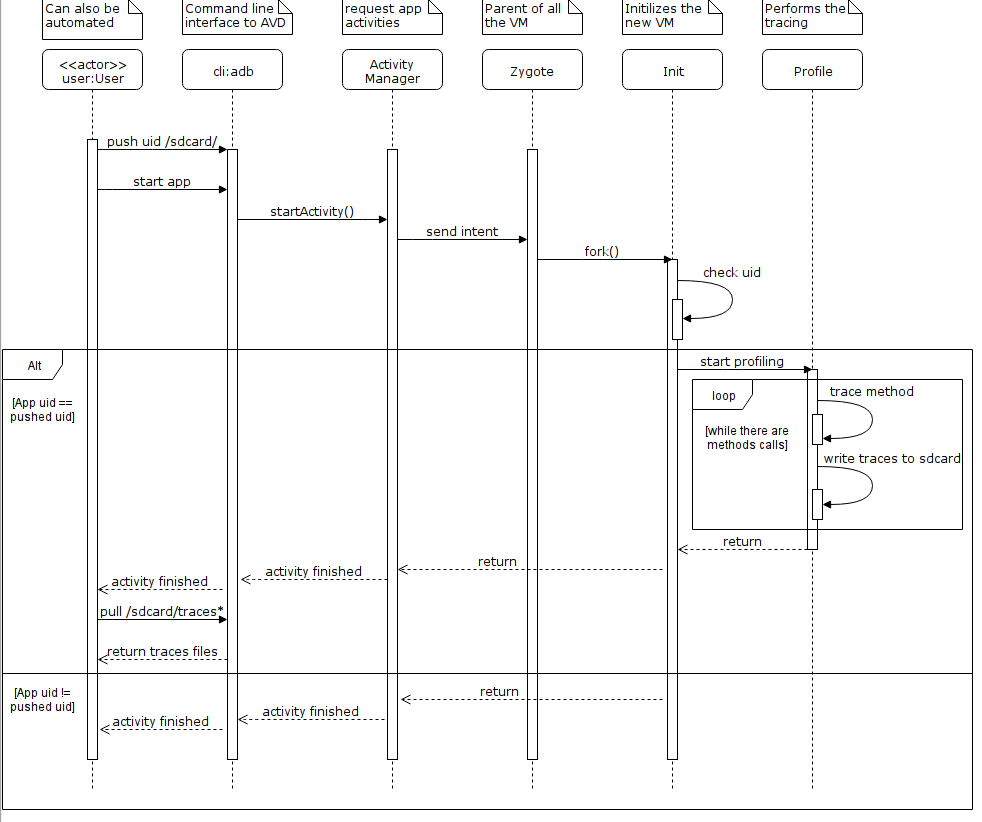 Can also be
automated
Command line
interface to AVD
request app
activities
Parent of all
the VM
Initilizes the
new VM
Performs the
tracing
<<actor>>
user:User
cli:adb
Activity
Manager
Zygote
Init
Profile
push uid /sdcard/
start app
startActivity()
send intent
fork()
check uid
Alt
[App uid ==
pushed uid]
start profiling
loop
[while there are
methods calls]
trace method
write traces to sdcard
return
return
activity finished
activity finished
pull /sdcard/traces*
return traces files
[App uid !=
pushed uid]
return
activity finished
activity finished